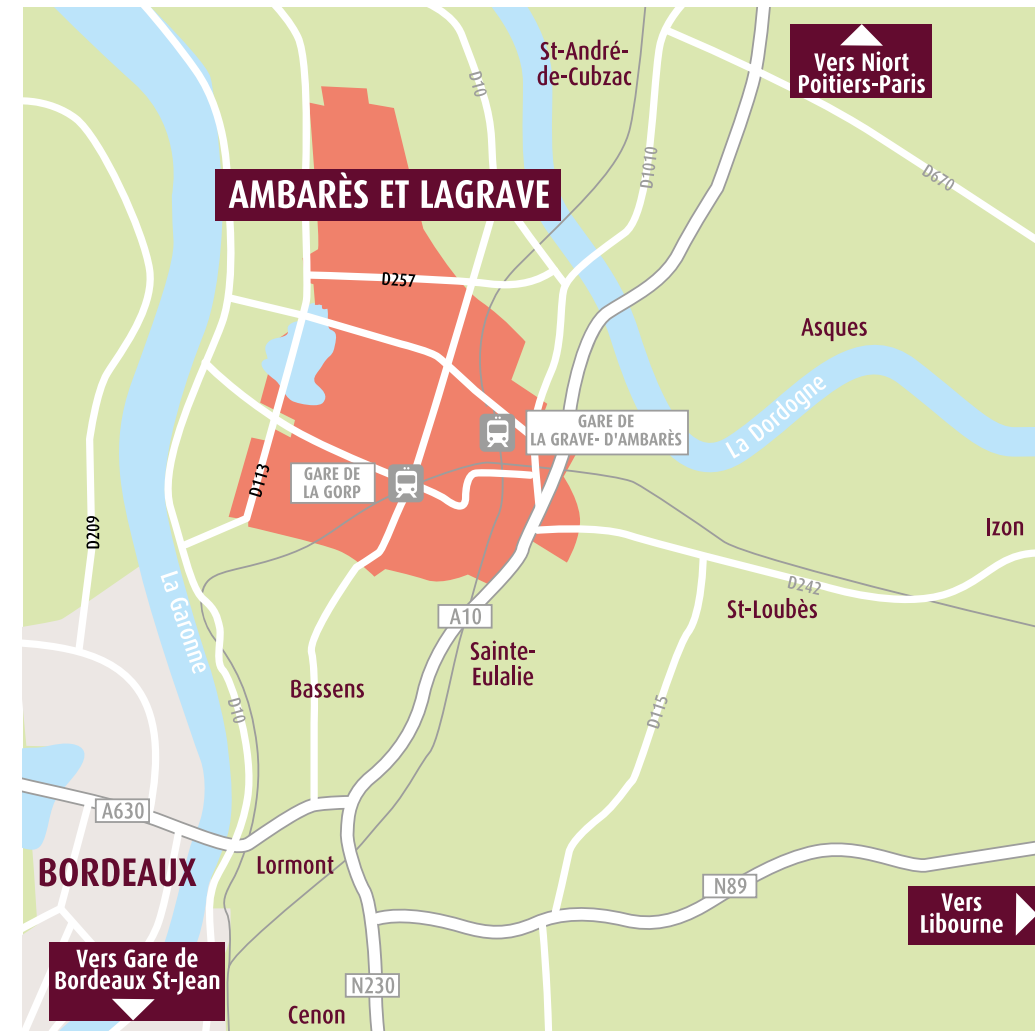 St-André-
de-Cubzac
Vers Niort
Poitiers-Paris
D10
D1010
D670
AMBARÈS ET LAGRAVE
D257
Asques
La Dordogne
GARE DE
LA GRAVE- D'AMBARÈS
GARE DE
LA GORP
D113
D209
Izon
La Garonne
D242
St-Loubès
A10
Sainte-
Eulalie
Bassens
D10
D115
A630
BORDEAUX
Lormont
N89
Vers
Libourne
Vers Gare de
Bordeaux St-Jean
N230
Cenon